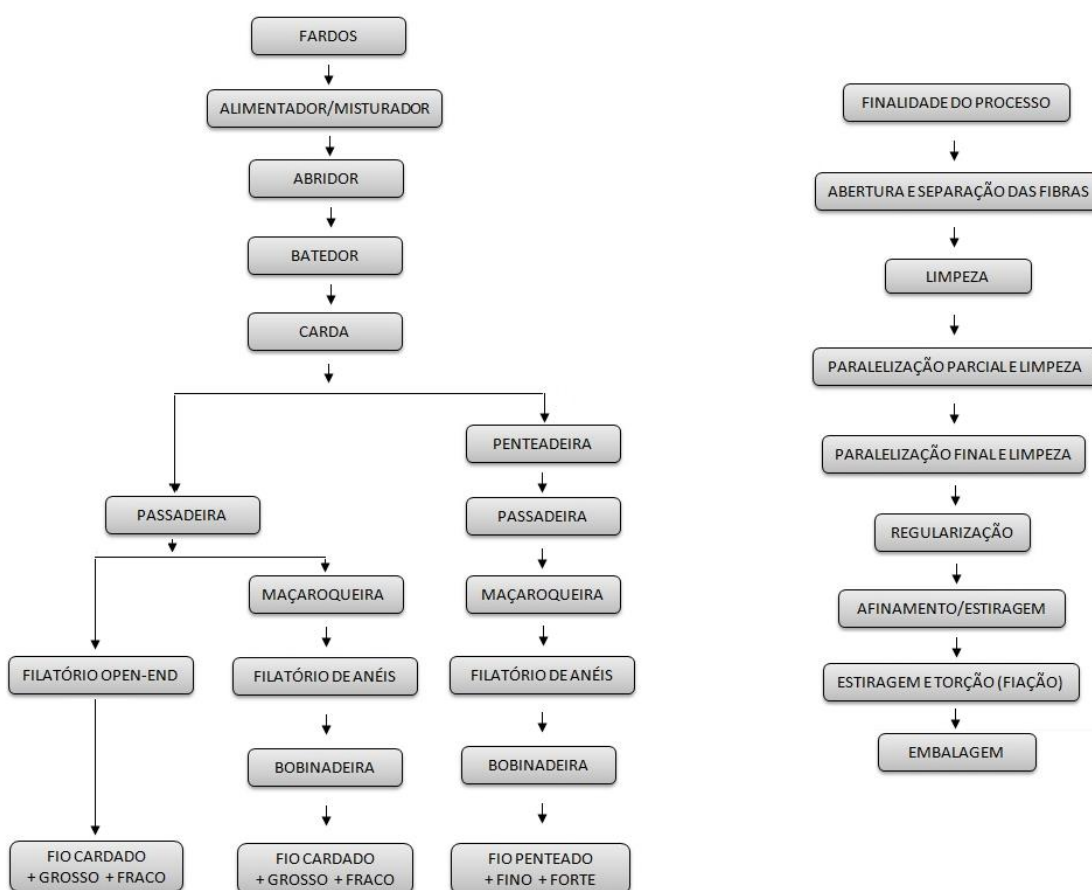 FARDOS
ALIMENTADOR/MISTURADOR
ABRIDOR
BATEDOR
CARDA
PENTEADEIRA
PASSADEIRA
PASSADEIRA
MAÇAROQUEIRA
MAÇAROQUEIRA
FILATÓRIO OPEN-END
FILATÓRIO DE ANÉIS
FILATÓRIO DE ANÉIS
BOBINADEIRA
BOBINADEIRA
FIO CARDADO
+ GROSSO + FRACO
FIO CARDADO
+ GROSSO + FRACO
FIO PENTEADO
+ FINO + FORTE
FINALIDADE DO PROCESSO
ABERTURA E SEPARAÇÃO DAS FIBRAS
LIMPEZA
PARALELIZAÇÃO PARCIAL E LIMPEZA
PARALELIZAÇÃO FINAL E LIMPEZA
REGULARIZAÇÃO
AFINAMENTO/ESTIRAGEM
ESTIRAGEM E TORÇÃO (FIAÇÃO)
EMBALAGEM